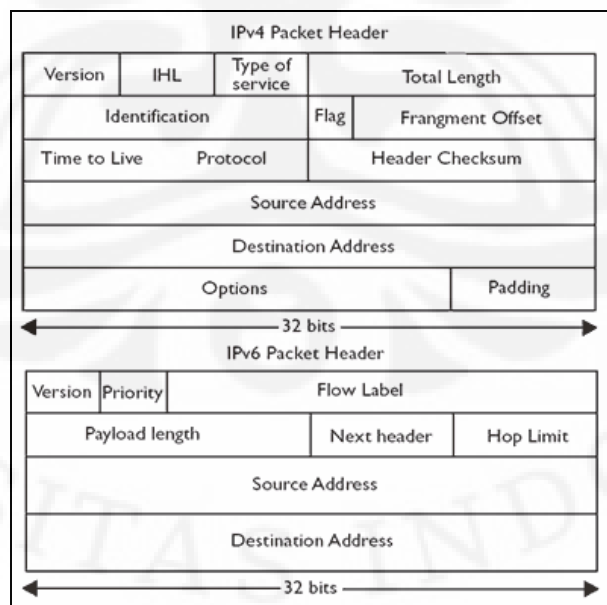 IPv4 Packet Header
Version IHL Type of service Total Length
Identification Flag Frangment Offset
Time to Live Protocol Header Checksum
Source Address
Destination Address
Options Padding
32 bits
IPv6 Packet Header
Version Priority Flow Label
Payload length Next header Hop Limit
Source Address
Destination Address
32 bits